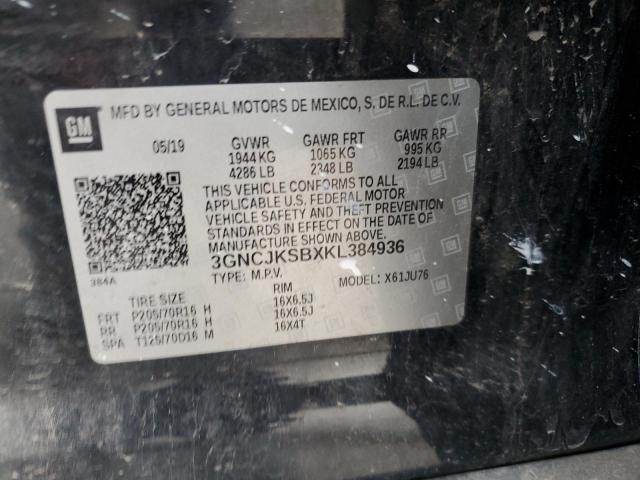 GM
MFD BY GENERAL MOTORS DE MEXICO, S. DE R.L. DE C.V.
05/19 GVWR GAWR FRT GAWR RR
1944 KG 1065 KG 995 KG
4286 LB 2348 LB 2194 LB
THIS VEHICLE CONFORMS TO ALL
APPLICABLE U.S. FEDERAL MOTOR
VEHICLE SAFETY AND THEFT PREVENTION
STANDARDS IN EFFECT ON THE DATE OF
MANUFACTURE SHOWN ABOVE.
3GNCJKSBXKL384936
384A
TYPE: M.P.V. MODEL: X61JU76
TIRE SIZE RIM
FRT P205/70R16 H 16X6.5J
RR P205/70R16 H 16X6.5J
SPA T125/70D16 M 16X4T